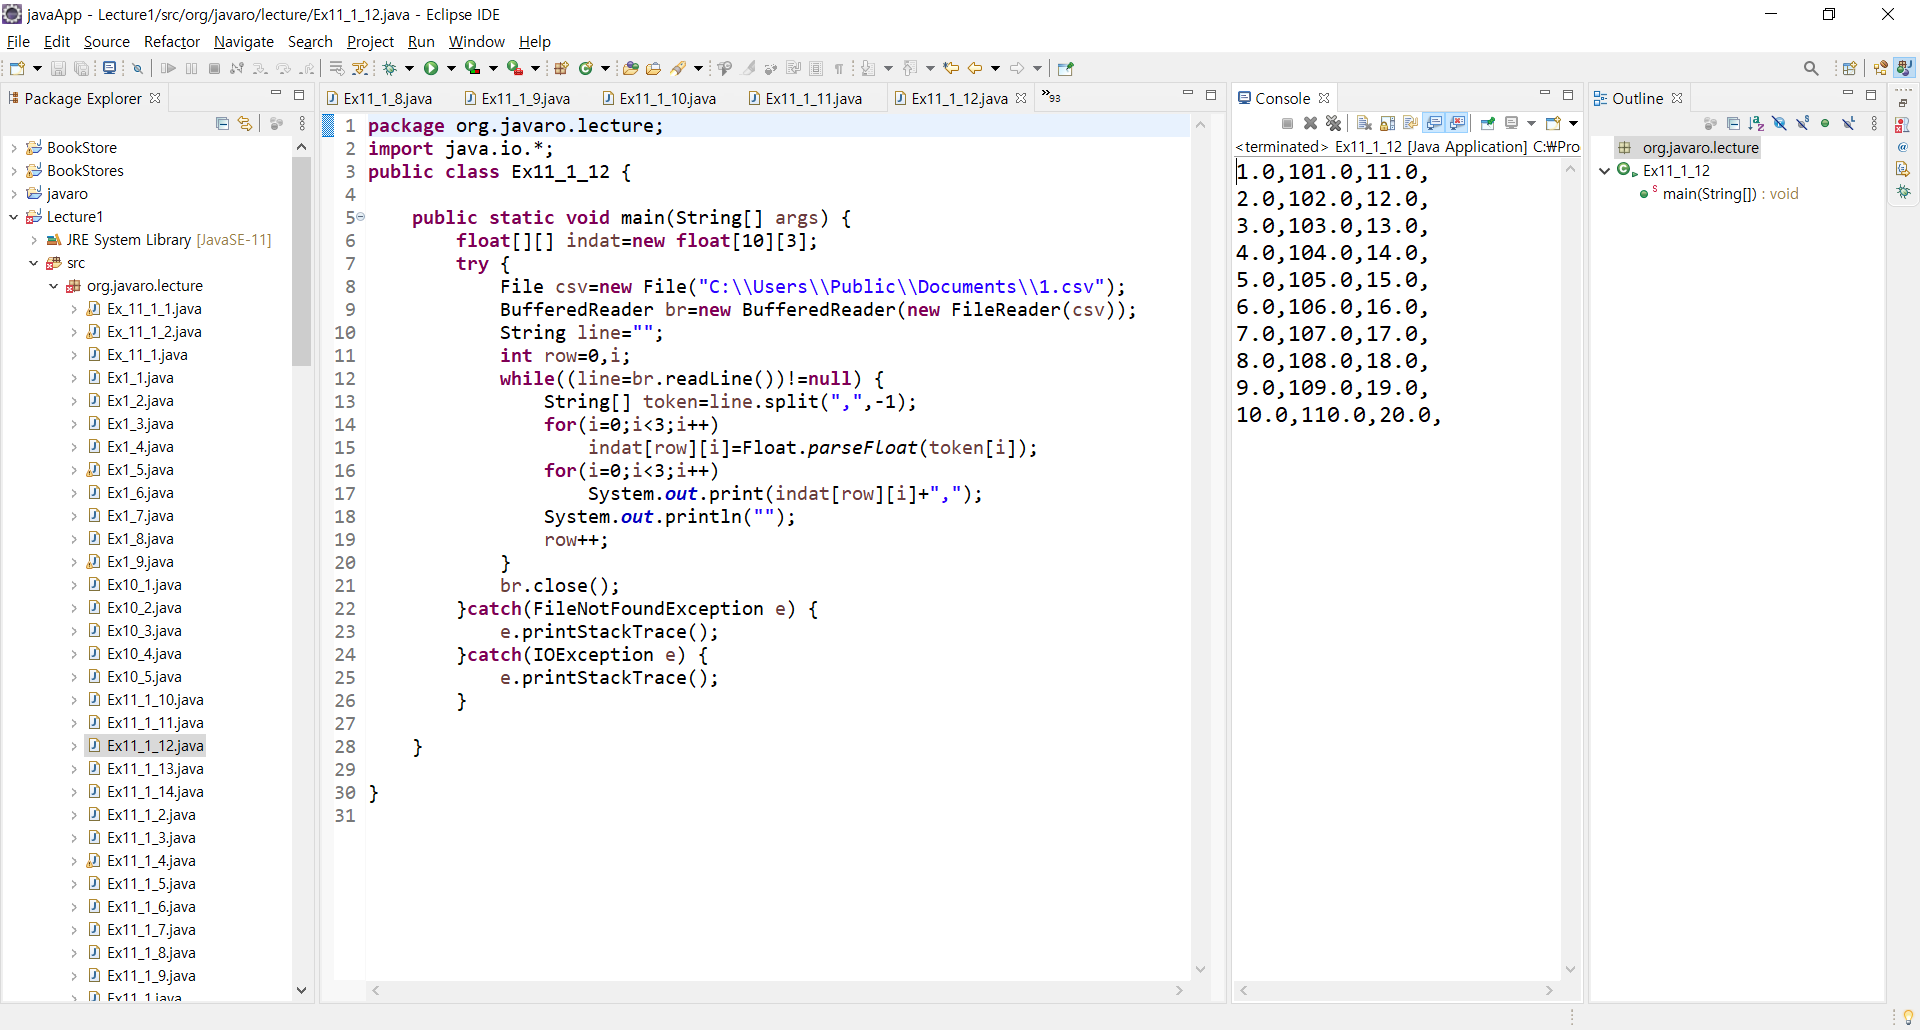 javaApp - Lecture1/src/org/javaro/lecture/Ex11_1_12.java - Eclipse IDE
File Edit Source Refactor Navigate Search Project Run Window Help
Package Explorer
BookStore
BookStores
javaro
Lecture1
JRE System Library [JavaSE-11]
src
org.javaro.lecture
Ex_11_1_1.java
Ex_11_1_2.java
Ex_11_1.java
Ex1_1.java
Ex1_2.java
Ex1_3.java
Ex1_4.java
Ex1_5.java
Ex1_6.java
Ex1_7.java
Ex1_8.java
Ex1_9.java
Ex10_1.java
Ex10_2.java
Ex10_3.java
Ex10_4.java
Ex10_5.java
Ex11_1_10.java
Ex11_1_11.java
Ex11_1_12.java
Ex11_1_13.java
Ex11_1_14.java
Ex11_1_2.java
Ex11_1_3.java
Ex11_1_4.java
Ex11_1_5.java
Ex11_1_6.java
Ex11_1_7.java
Ex11_1_8.java
Ex11_1_9.java
Ex11_1.java
Ex11_1_8.java Ex11_1_9.java Ex11_1_10.java Ex11_1_11.java Ex11_1_12.java »93
1 package org.javaro.lecture;
2 import java.io.*;
3 public class Ex11_1_12 {
4
5 public static void main(String[] args) {
6 float[][] indat=new float[10][3];
7 try {
8 File csv=new File("C:\\Users\\Public\\Documents\\1.csv");
9 BufferedReader br=new BufferedReader(new FileReader(csv));
10 String line="";
11 int row=0,i;
12 while((line=br.readLine())!=null) {
13 String[] token=line.split(",",-1);
14 for(i=0;i<3;i++)
15 indat[row][i]=Float.parseFloat(token[i]);
16 for(i=0;i<3;i++)
17 System.out.print(indat[row][i]+",");
18 System.out.println("");
19 row++;
20 }
21 br.close();
22 }catch(FileNotFoundException e) {
23 e.printStackTrace();
24 }catch(IOException e) {
25 e.printStackTrace();
26 }
27
28 }
29
30 }
31
Console
<terminated> Ex11_1_12 [Java Application] C:₩Pro
1.0,101.0,11.0,
2.0,102.0,12.0,
3.0,103.0,13.0,
4.0,104.0,14.0,
5.0,105.0,15.0,
6.0,106.0,16.0,
7.0,107.0,17.0,
8.0,108.0,18.0,
9.0,109.0,19.0,
10.0,110.0,20.0,
Outline
org.javaro.lecture
Ex11_1_12
main(String[]) : void